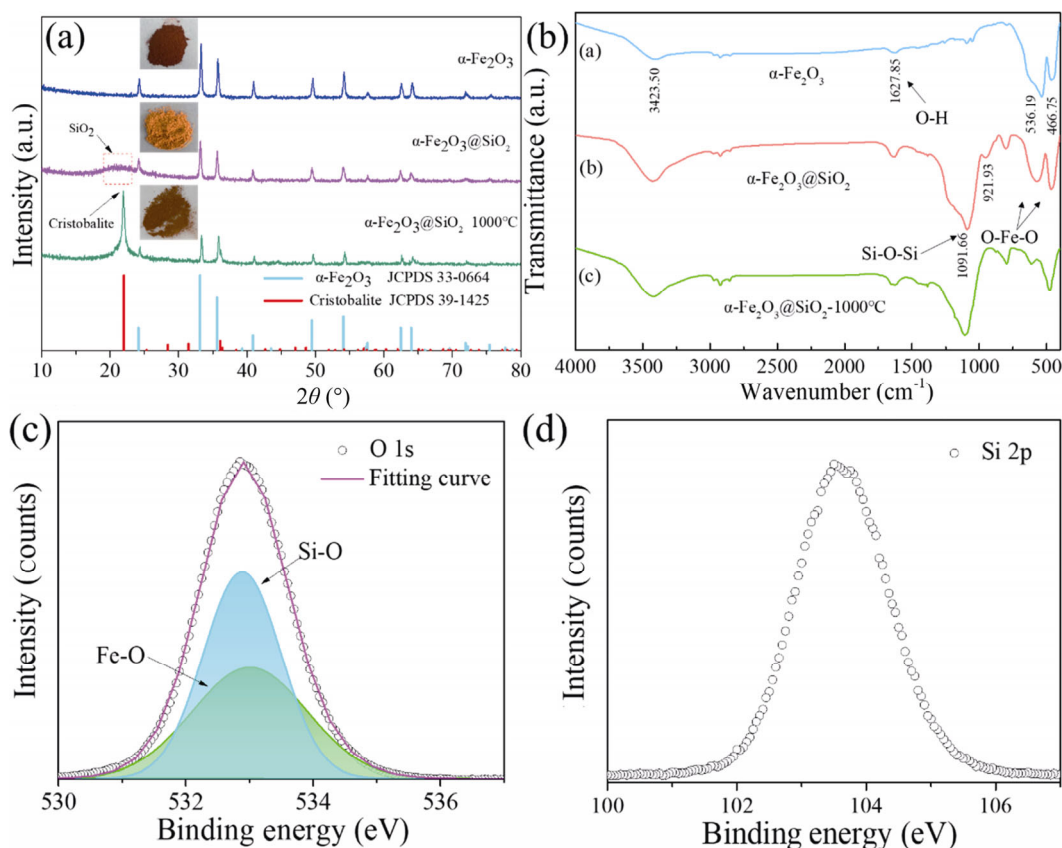 (a)
Intensity (a.u.)
α-Fe₂O₃
SiO₂
α-Fe₂O₃@SiO₂
Cristobalite
α-Fe₂O₃@SiO₂ 1000℃
α-Fe₂O₃ JCPDS 33-0664
Cristobalite JCPDS 39-1425
10 20 30 40 50 60 70 80
2θ (°)
(b)
Transmittance (a.u.)
(a)
3423.50
α-Fe₂O₃
1627.85
O-H
536.19
466.75
(b)
α-Fe₂O₃@SiO₂
921.93
Si-O-Si
1091.66
O-Fe-O
(c)
α-Fe₂O₃@SiO₂-1000℃
4000 3500 3000 2500 2000 1500 1000 500
Wavenumber (cm⁻¹)
(c)
Intensity (counts)
O 1s
Fitting curve
Si-O
Fe-O
530 532 534 536
Binding energy (eV)
(d)
Intensity (counts)
Si 2p
100 102 104 106
Binding energy (eV)